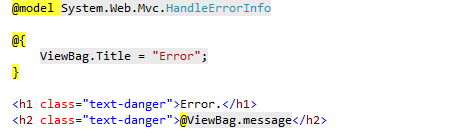 @model System.Web.Mvc.HandleErrorInfo
@{
ViewBag.Title = "Error";
}
<h1 class="text-danger">Error.</h1>
<h2 class="text-danger">@ViewBag.message</h2>